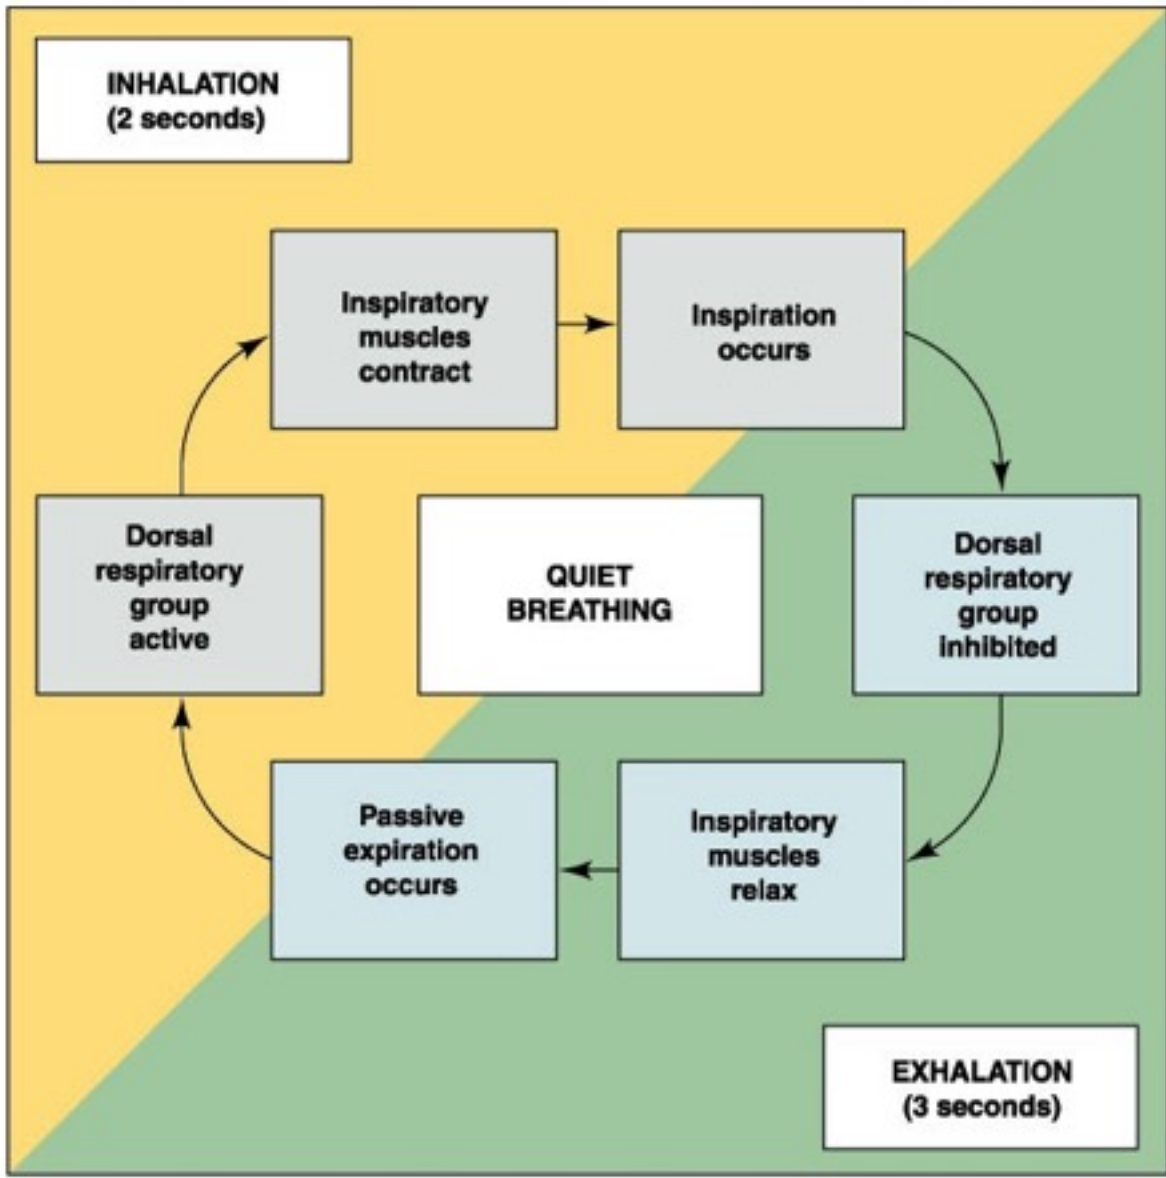 INHALATION
(2 seconds)
Inspiratory
muscles
contract
Inspiration
occurs
Dorsal
respiratory
group
active
QUIET
BREATHING
Dorsal
respiratory
group
inhibited
Passive
expiration
occurs
Inspiratory
muscles
relax
EXHALATION
(3 seconds)